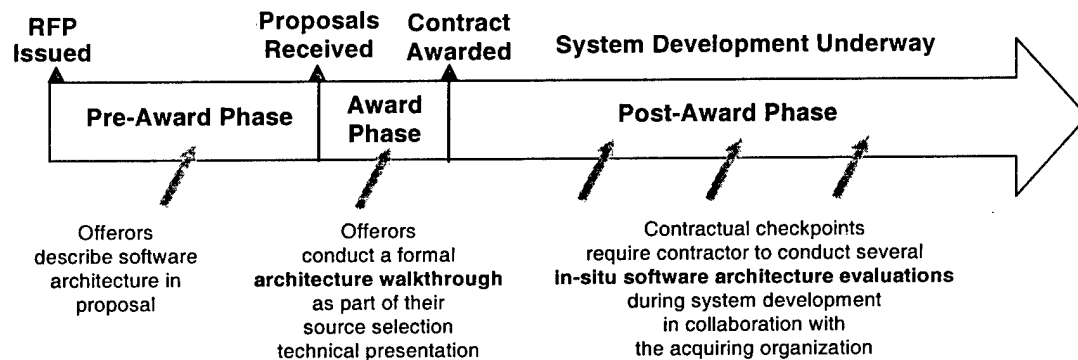 RFP
Issued
Proposals
Received
Contract
Awarded
System Development Underway
Pre-Award Phase
Award
Phase
Post-Award Phase
Offerors
describe software
architecture in
proposal
Offerors
conduct a formal
architecture walkthrough
as part of their
source selection
technical presentation
Contractual checkpoints
require contractor to conduct several
in-situ software architecture evaluations
during system development
in collaboration with
the acquiring organization